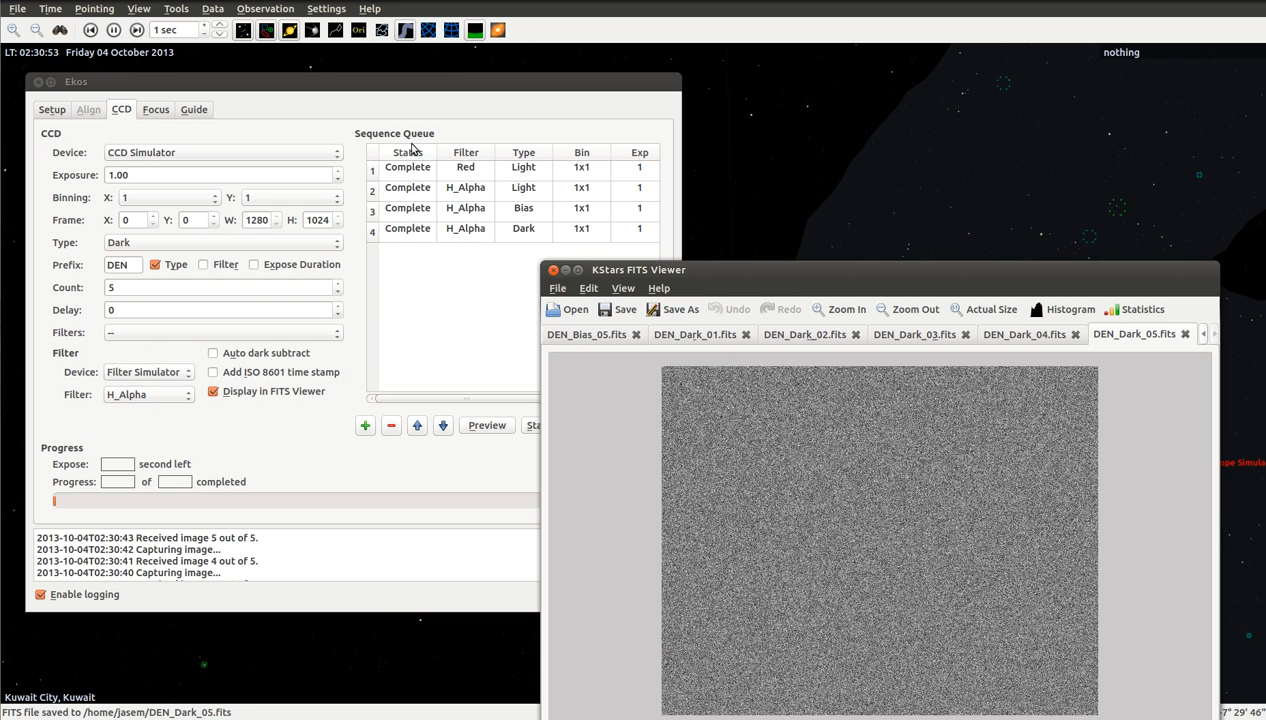 File Time Pointing View Tools Data Observation Settings Help
1 sec Ori
LT: 02:30:53 Friday 04 October 2013
nothing
Ekos
Setup Align CCD Focus Guide
CCD
Device: CCD Simulator
Exposure: 1.00
Binning: X: 1 Y: 1
Frame: X: 0 Y: 0 W: 1280 H: 1024
Type: Dark
Prefix: DEN Type Filter Expose Duration
Count: 5
Delay: 0
Filters: --
Filter
Auto dark subtract
Device: Filter Simulator
Add ISO 8601 time stamp
Filter: H_Alpha
Display in FITS Viewer
Sequence Queue
Status Filter Type Bin Exp
1 Complete Red Light 1x1 1
2 Complete H_Alpha Light 1x1 1
3 Complete H_Alpha Bias 1x1 1
4 Complete H_Alpha Dark 1x1 1
Preview Sta
Progress
Expose: second left
Progress: of completed
2013-10-04T02:30:43 Received image 5 out of 5.
2013-10-04T02:30:42 Capturing image...
2013-10-04T02:30:41 Received image 4 out of 5.
2013-10-04T02:30:40 Capturing image...
Enable logging
KStars FITS Viewer
File Edit View Help
Open Save Save As Undo Redo Zoom In Zoom Out Actual Size Histogram Statistics
DEN_Bias_05.fits DEN_Dark_01.fits DEN_Dark_02.fits DEN_Dark_03.fits DEN_Dark_04.fits DEN_Dark_05.fits
ope Simula
Kuwait City, Kuwait
FITS file saved to /home/jasem/DEN_Dark_05.fits
7° 29' 46"